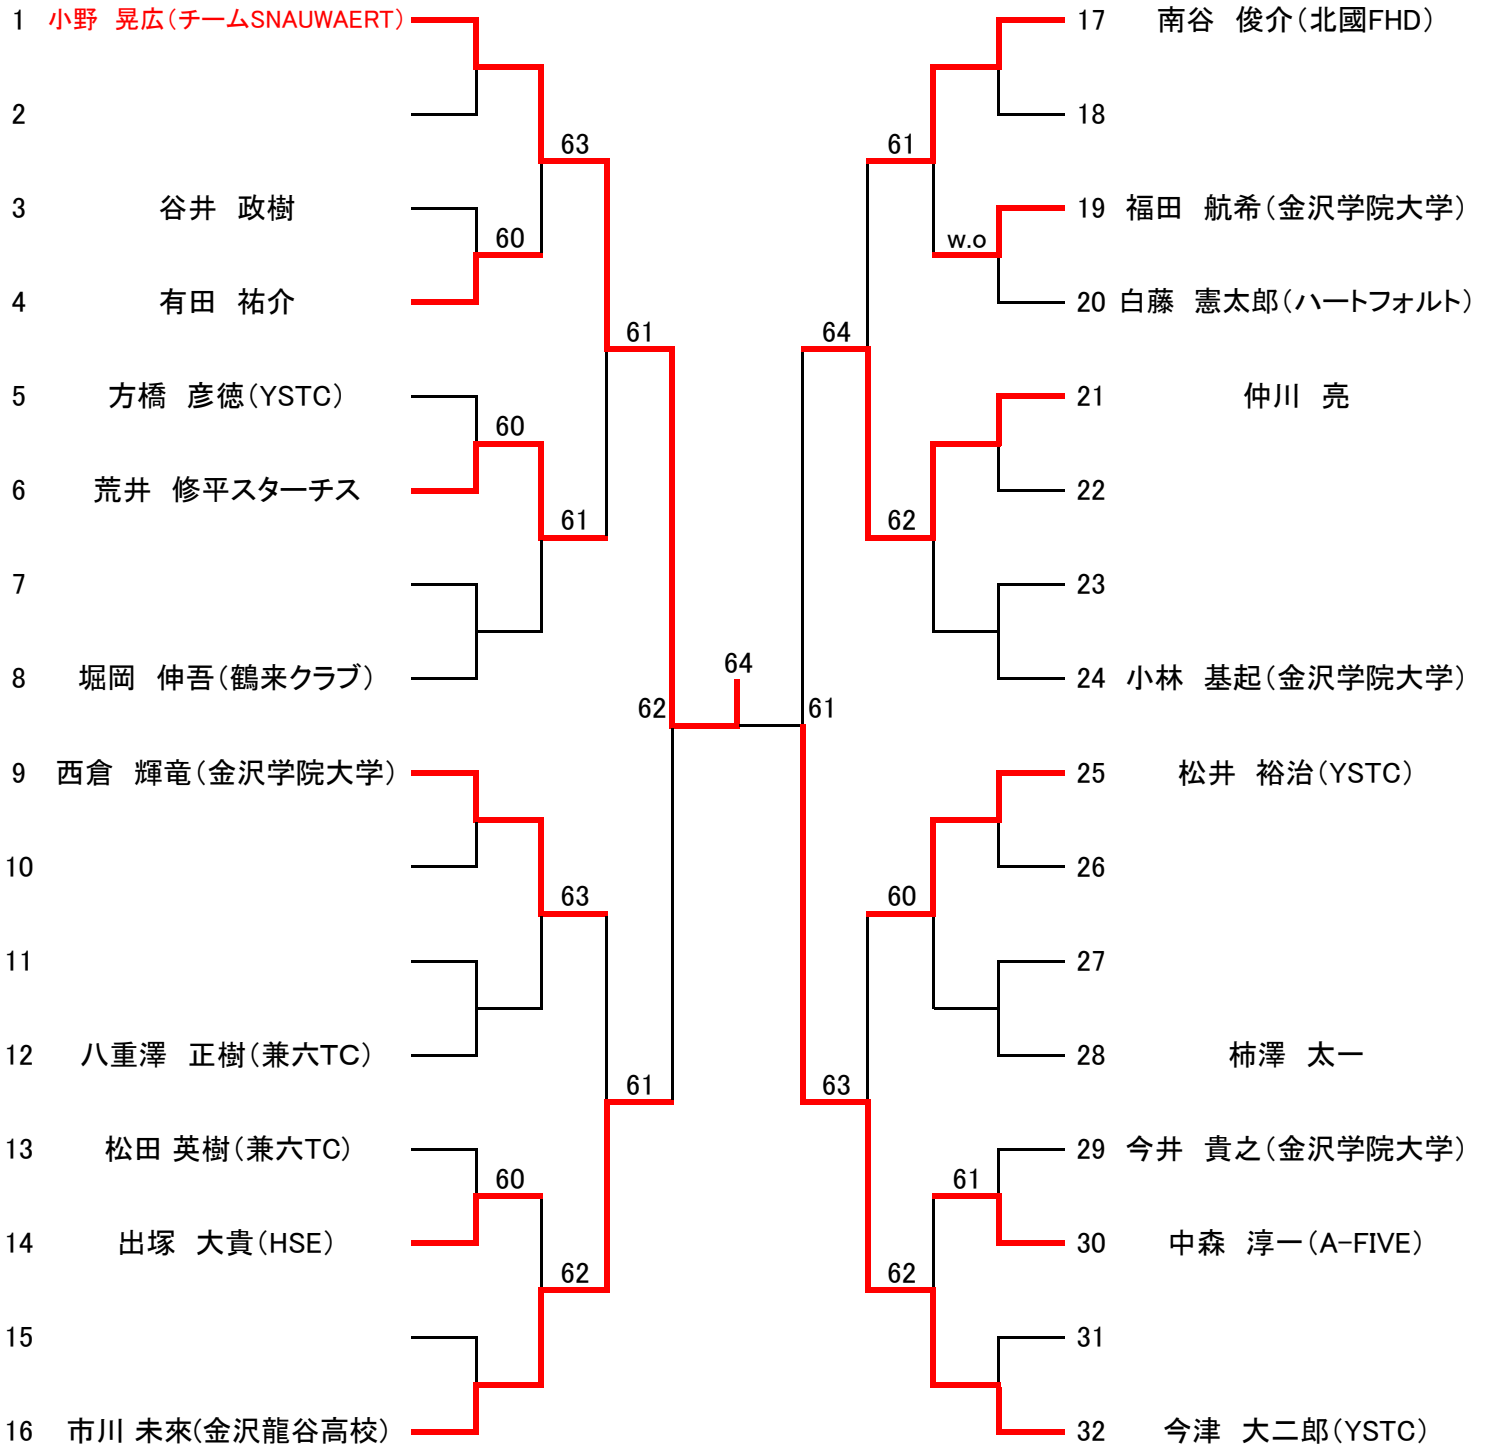 1 小野 晃広(チームSNAUWAERT)
2
3 谷井 政樹
4 有田 祐介
5 方橋 彦徳(YSTC)
6 荒井 修平スターチス
7
8 堀岡 伸吾(鶴来クラブ)
9 西倉 輝竜(金沢学院大学)
10
11
12 八重澤 正樹(兼六TC)
13 松田 英樹(兼六TC)
14 出塚 大貴(HSE)
15
16 市川 未來(金沢龍谷高校)
60
60
60
63
61
63
62
61
61
62
64
61
64
63
61
62
60
62
w.o
61
17 南谷 俊介(北國FHD)
18
19 福田 航希(金沢学院大学)
20 白藤 憲太郎(ハートフォルト)
21 仲川 亮
22
23
24 小林 基起(金沢学院大学)
25 松井 裕治(YSTC)
26
27
28 柿澤 太一
29 今井 貴之(金沢学院大学)
30 中森 淳一(A-FIVE)
31
32 今津 大二郎(YSTC)